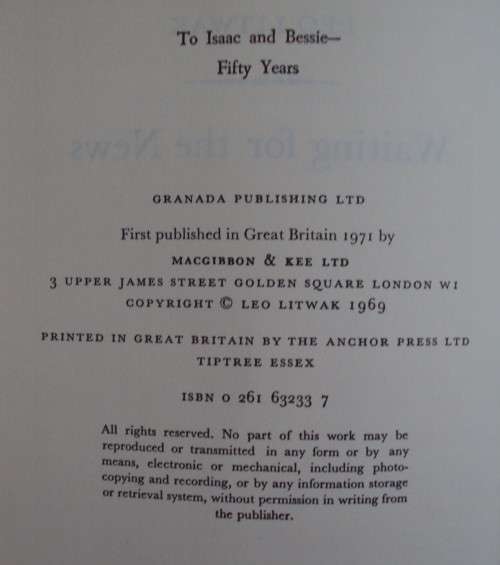 To Isaac and Bessie—
Fifty Years
Waiting for the News
GRANADA PUBLISHING LTD
First published in Great Britain 1971 by
MACGIBBON & KEE LTD
3 UPPER JAMES STREET GOLDEN SQUARE LONDON W1
COPYRIGHT © LEO LITWAK 1969
PRINTED IN GREAT BRITAIN BY THE ANCHOR PRESS LTD
TIPTREE ESSEX
ISBN 0 261 63233 7
All rights reserved. No part of this work may be
reproduced or transmitted in any form or by any
means, electronic or mechanical, including photo-
copying and recording, or by any information storage
or retrieval system, without permission in writing from
the publisher.